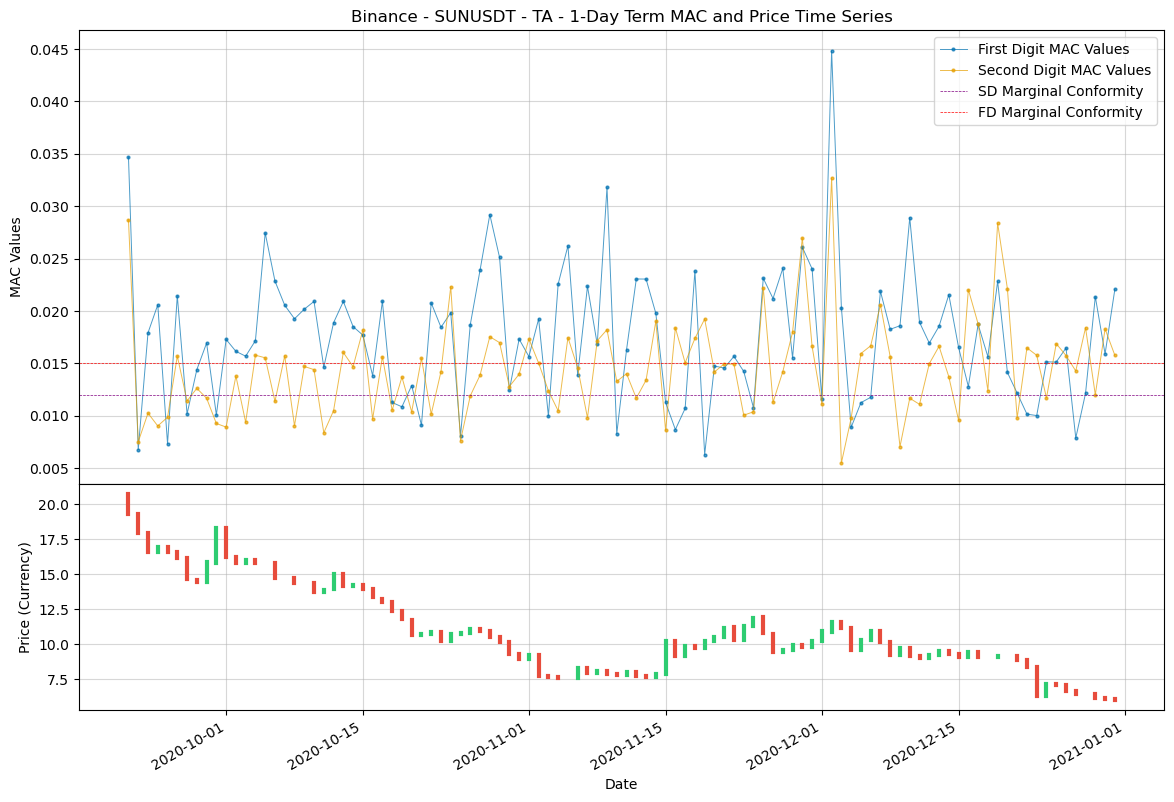 Binance - SUNUSDT - TA - 1-Day Term MAC and Price Time Series
First Digit MAC Values
Second Digit MAC Values
SD Marginal Conformity
FD Marginal Conformity
MAC Values
0.045
0.040
0.035
0.030
0.025
0.020
0.015
0.010
0.005
Price (Currency)
20.0
17.5
15.0
12.5
10.0
7.5
2020-10-01
2020-10-15
2020-11-01
2020-11-15
2020-12-01
2020-12-15
2021-01-01
Date